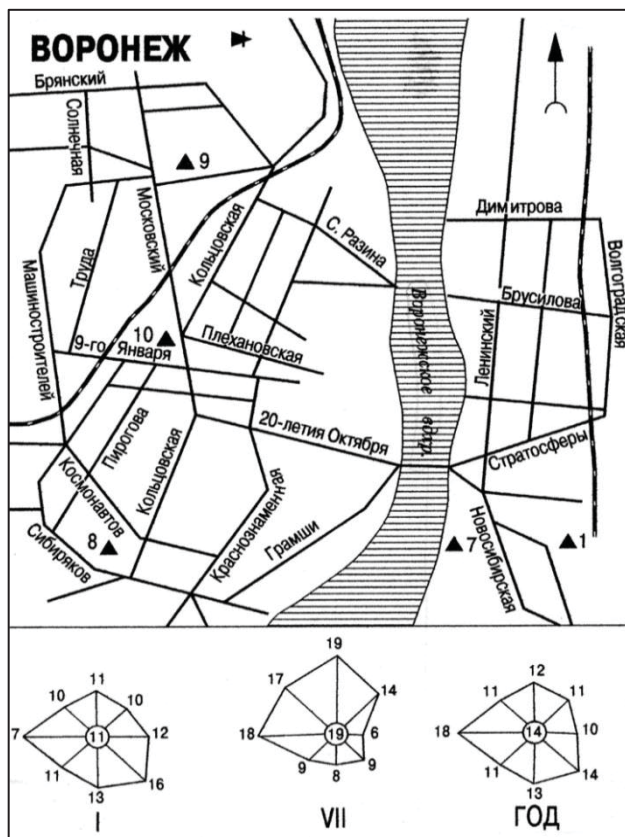 ВОРОНЕЖ
Брянский
Солнечная
9
Московский
Кольцовская
С. Разина
Димитрова
Волгоградская
Труда
Машиностроителей
Воронежское вдхр.
Брусилова
Ленинский
10
9-го Января
Плехановская
Пирогова
20-летия Октября
Стратосферы
Космонавтов
Кольцовская
Краснознаменная
Грамши
Новосибирская
8
7
1
Сибиряков
11
10
10
7
11
12
11
16
13
I
19
17
14
18
19
6
9
8
9
VII
12
11
11
18
14
10
11
14
13
ГОД